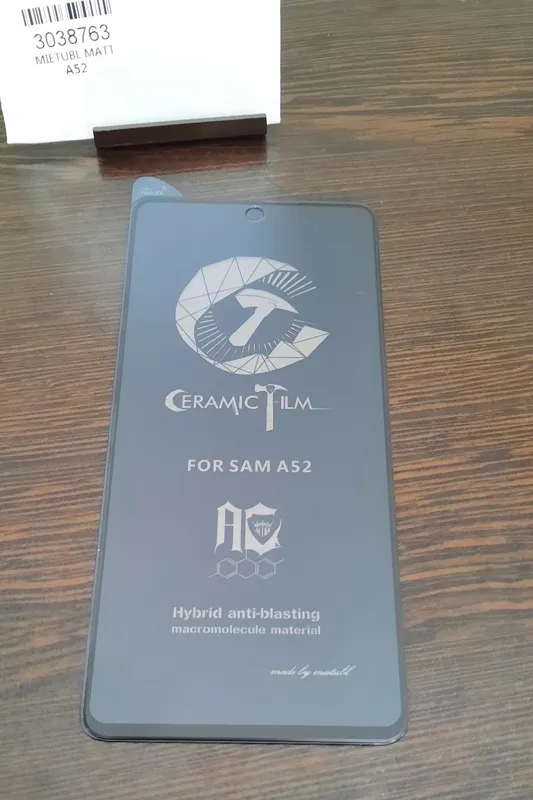 3038763
MIETUBL MATT
A52
CERAMIC FILM
FOR SAM A52
AG
Hybrid anti-blasting
macromolecule material
made by mietubl